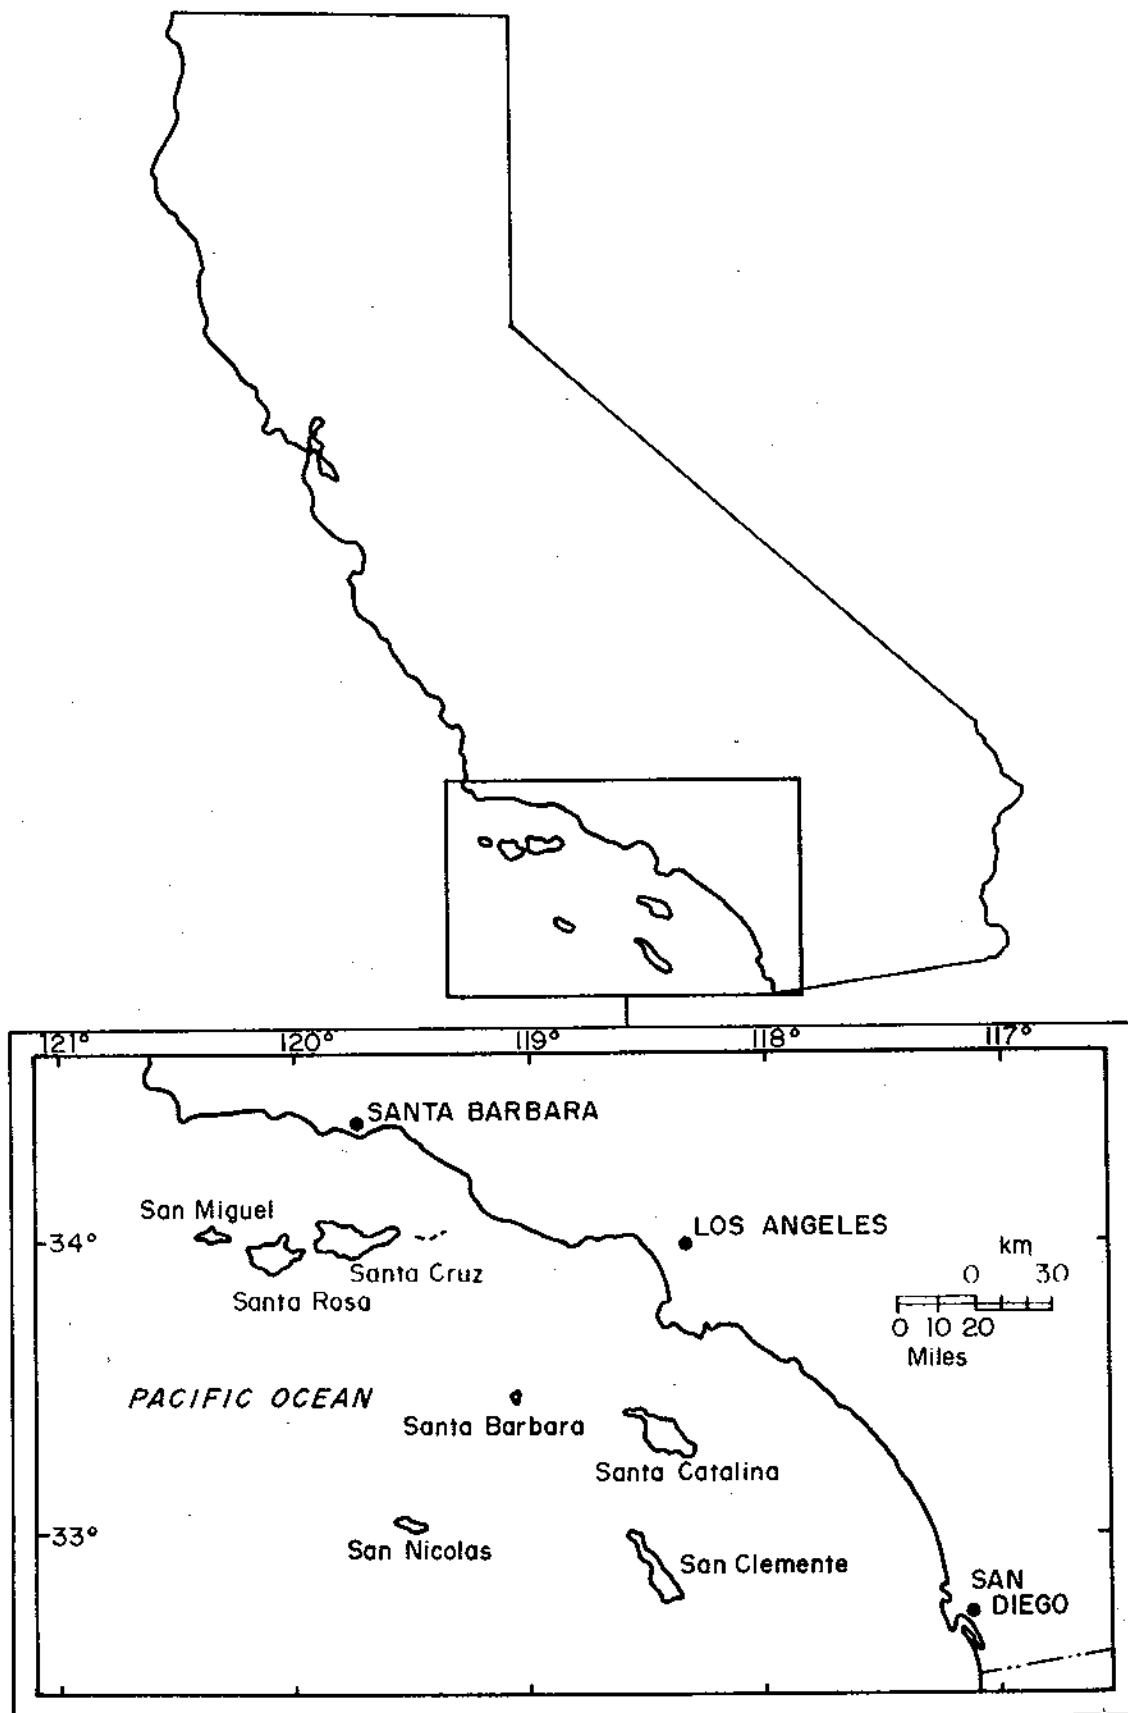 121° 120° 119° 118° 117°
SANTA BARBARA
San Miguel
LOS ANGELES
34°
km
Santa Cruz
0 30
Santa Rosa
0 10 20
Miles
PACIFIC OCEAN
Santa Barbara
Santa Catalina
33°
San Nicolas
San Clemente
SAN
DIEGO